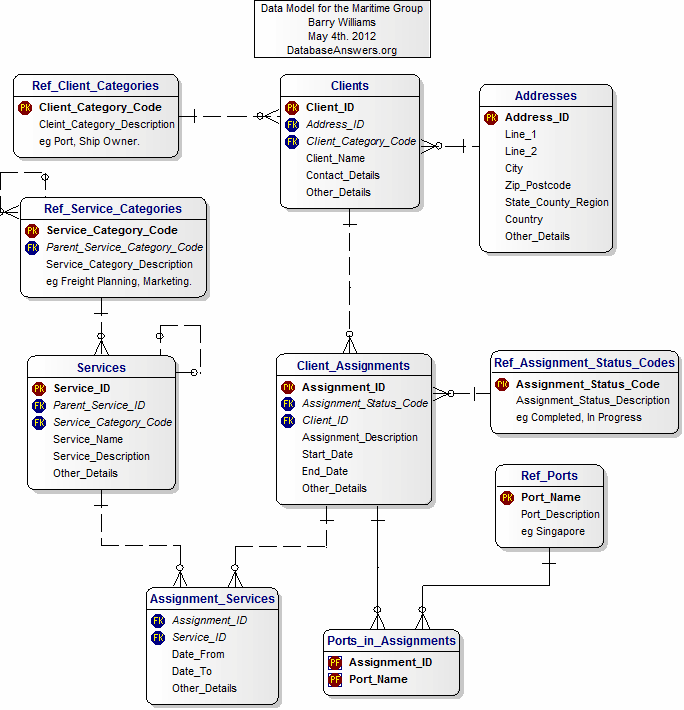 Data Model for the Maritime Group
Barry Williams
May 4th. 2012
DatabaseAnswers.org
Ref_Client_Categories
PK Client_Category_Code
Cleint_Category_Description
eg Port, Ship Owner.
Clients
PK Client_ID
FK Address_ID
FK Client_Category_Code
Client_Name
Contact_Details
Other_Details
Addresses
PK Address_ID
Line_1
Line_2
City
Zip_Postcode
State_County_Region
Country
Other_Details
Ref_Service_Categories
PK Service_Category_Code
FK Parent_Service_Category_Code
Service_Category_Description
eg Freight Planning, Marketing.
Services
PK Service_ID
FK Parent_Service_ID
FK Service_Category_Code
Service_Name
Service_Description
Other_Details
Client_Assignments
PK Assignment_ID
FK Assignment_Status_Code
FK Client_ID
Assignment_Description
Start_Date
End_Date
Other_Details
Ref_Assignment_Status_Codes
PK Assignment_Status_Code
Assignment_Status_Description
eg Completed, In Progress
Ref_Ports
PK Port_Name
Port_Description
eg Singapore
Assignment_Services
FK Assignment_ID
FK Service_ID
Date_From
Date_To
Other_Details
Ports_in_Assignments
PF Assignment_ID
PF Port_Name